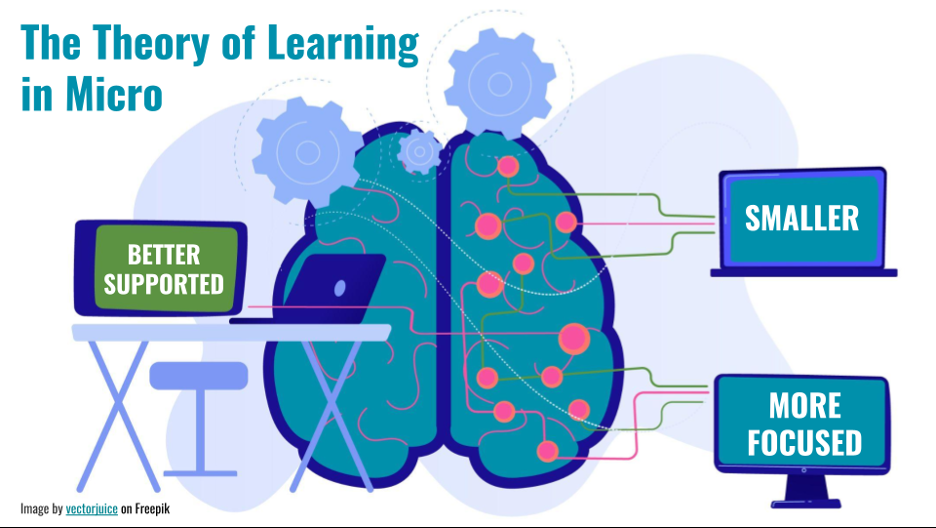 The Theory of Learning
in Micro
BETTER
SUPPORTED
SMALLER
MORE
FOCUSED
Image by vectorjuice on Freepik